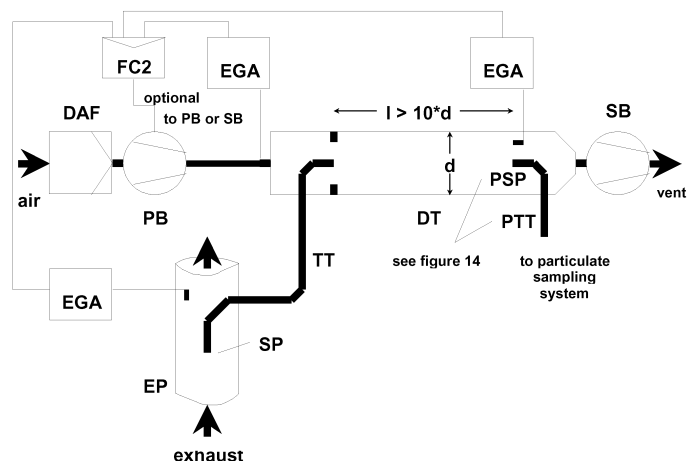 FC2
EGA
EGA
optional
to PB or SB
DAF
l > 10*d
SB
d
air
PB
PSP
DT
PTT
vent
TT
see figure 14
to particulate
sampling
system
EGA
SP
EP
exhaust